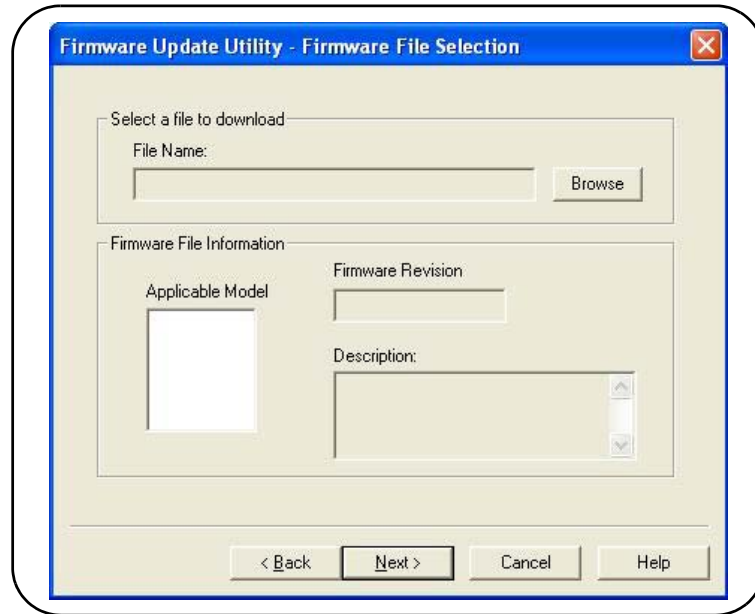 Firmware Update Utility - Firmware File Selection
Select a file to download
File Name:
Browse
Firmware File Information
Applicable Model
Firmware Revision
Description:
< Back
Next >
Cancel
Help